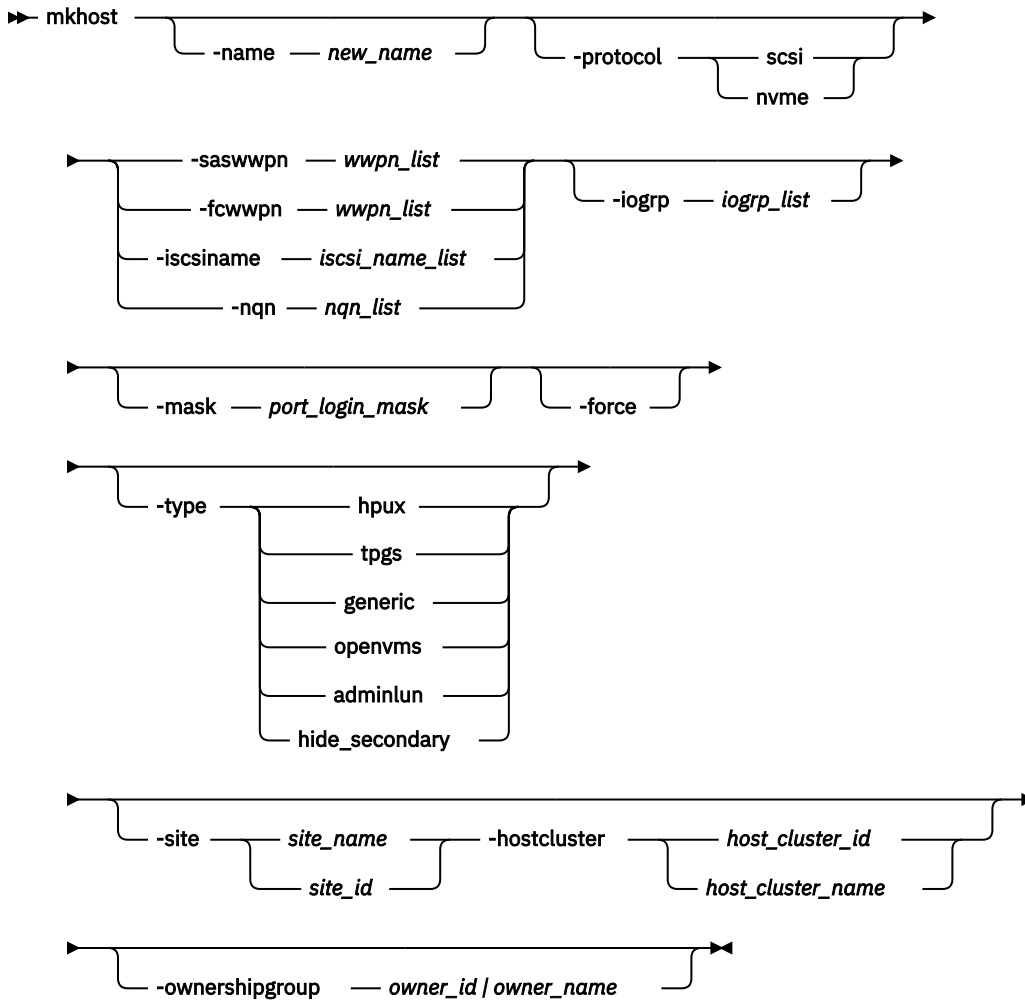 mkhost
-name new_name -protocol scsi
nvme
-saswwpn wwpn_list
-fcwwpn wwpn_list -iogrp iogrp_list
-iscsiname iscsi_name_list
-nqn nqn_list
-mask port_login_mask -force
-type hpux
tpgs
generic
openvms
adminlun
hide_secondary
-site site_name -hostcluster host_cluster_id
site_id host_cluster_name
-ownershipgroup owner_id / owner_name